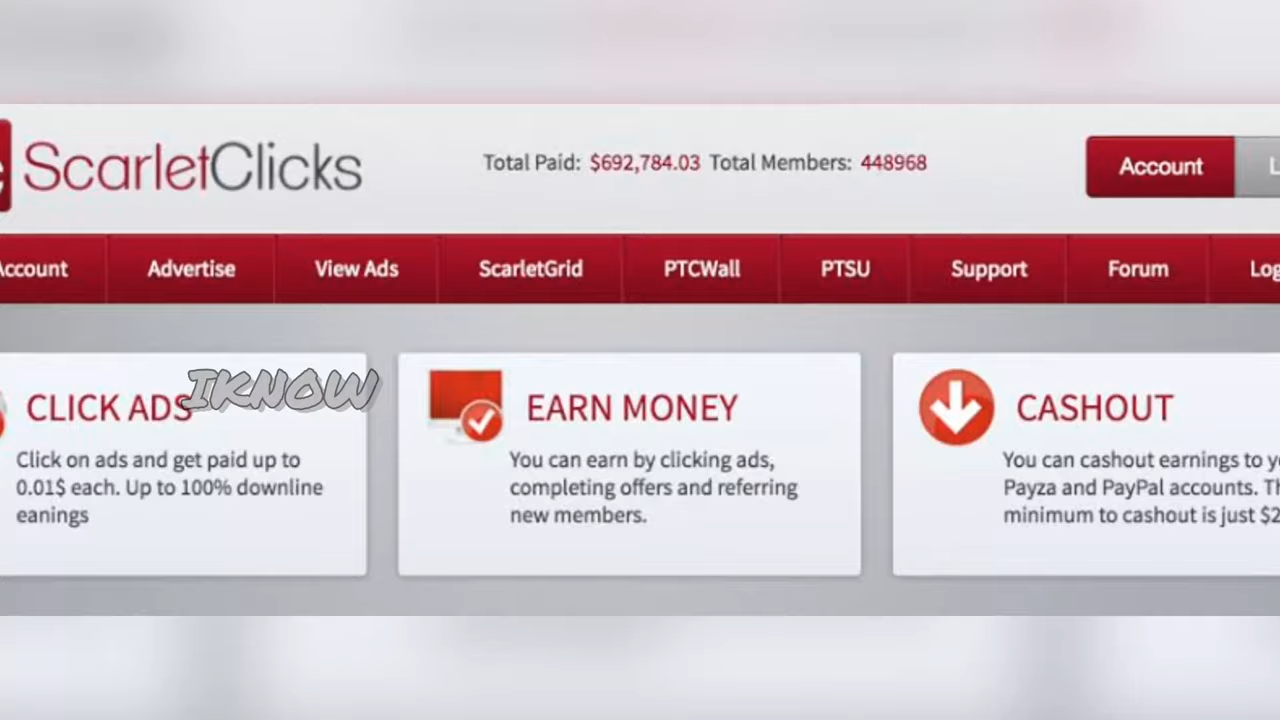 ScarletClicks
Total Paid: $692,784.03 Total Members: 448968
Account
Account
Advertise
View Ads
ScarletGrid
PTCWall
PTSU
Support
Forum
Log
CLICK ADS
IKNOW
Click on ads and get paid up to
0.01$ each. Up to 100% downline
eanings
EARN MONEY
You can earn by clicking ads,
completing offers and referring
new members.
CASHOUT
You can cashout earnings to
Payza and PayPal accounts.
minimum to cashout is just $2